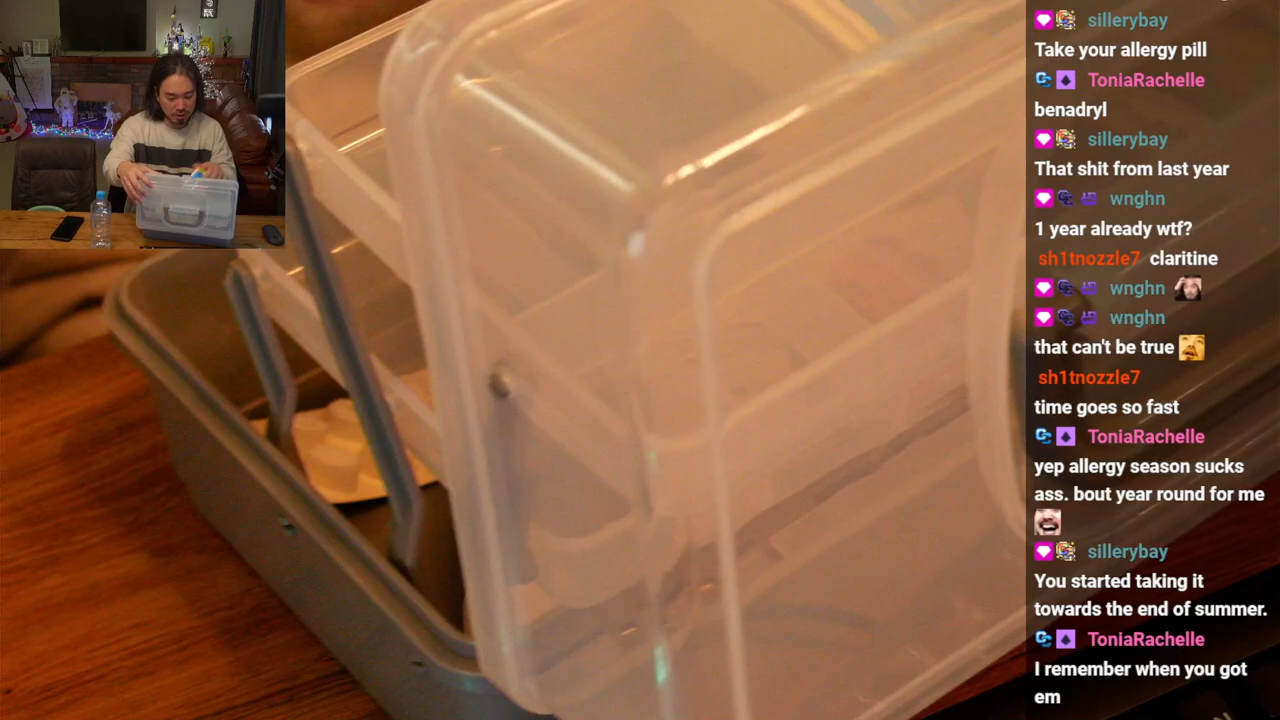 sillerybay
Take your allergy pill
ToniaRachelle
benadryl
sillerybay
That shit from last year
wnghn
1 year already wtf?
sh1tnozzle7 claritine
wnghn
wnghn
that can't be true
sh1tnozzle7
time goes so fast
ToniaRachelle
yep allergy season sucks
ass. bout year round for me
sillerybay
You started taking it
towards the end of summer.
ToniaRachelle
I remember when you got
em